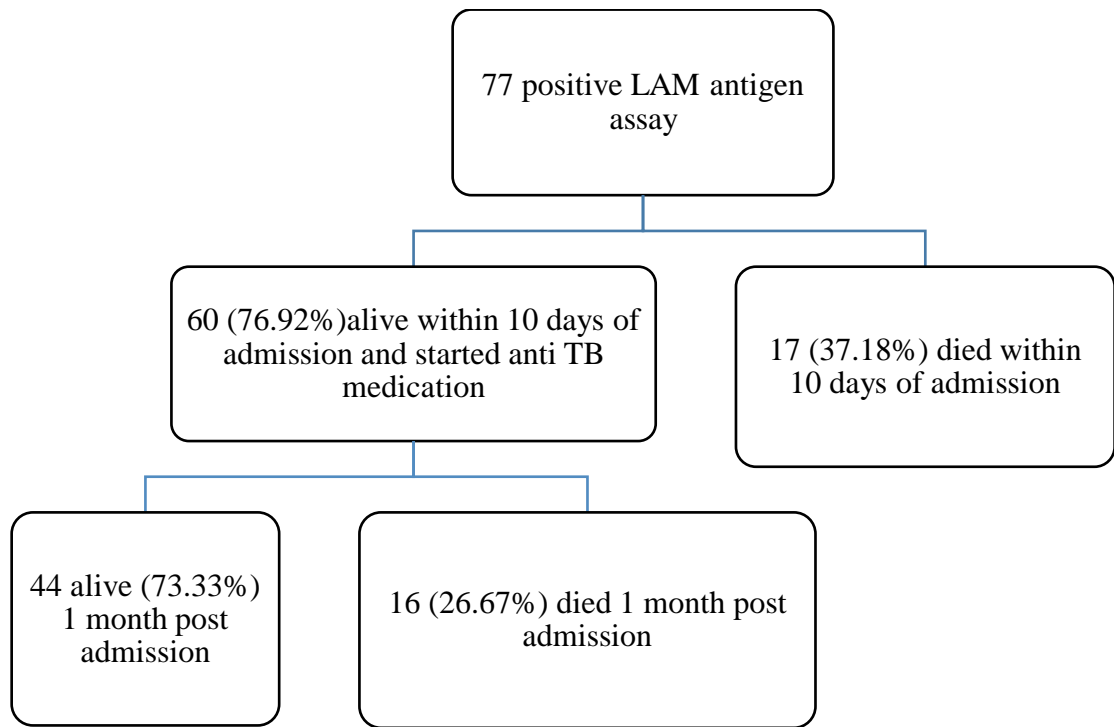 77 positive LAM antigen
assay
60 (76.92%)alive within 10 days of
admission and started anti TB
medication
17 (37.18%) died within
10 days of admission
44 alive (73.33%)
1 month post
admission
16 (26.67%) died 1 month post
admission